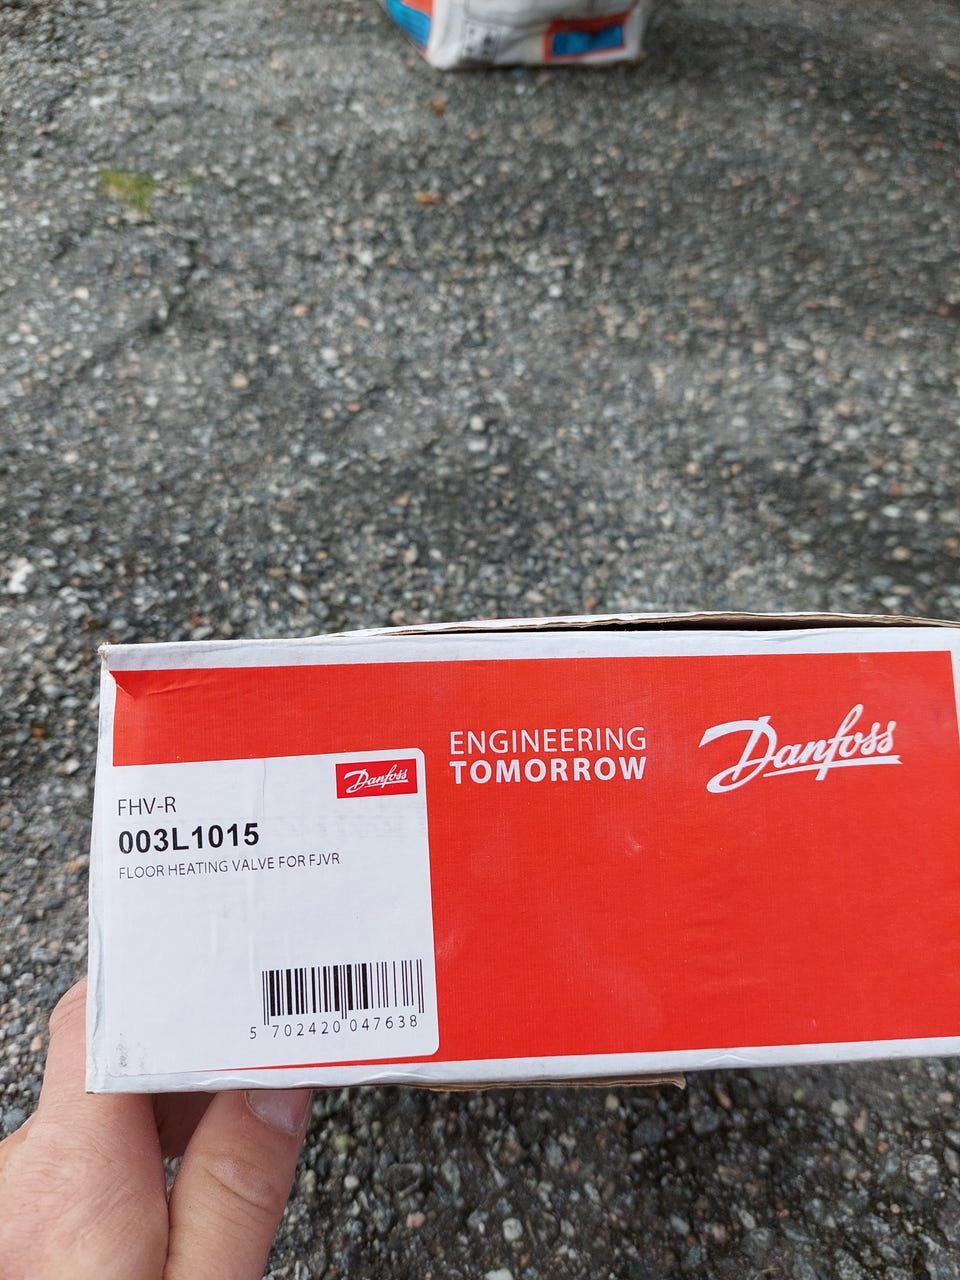 ENGINEERING
TOMORROW
Danfoss
Danfoss
FHV-R
003L1015
FLOOR HEATING VALVE FOR FJVR
5 702420 047638